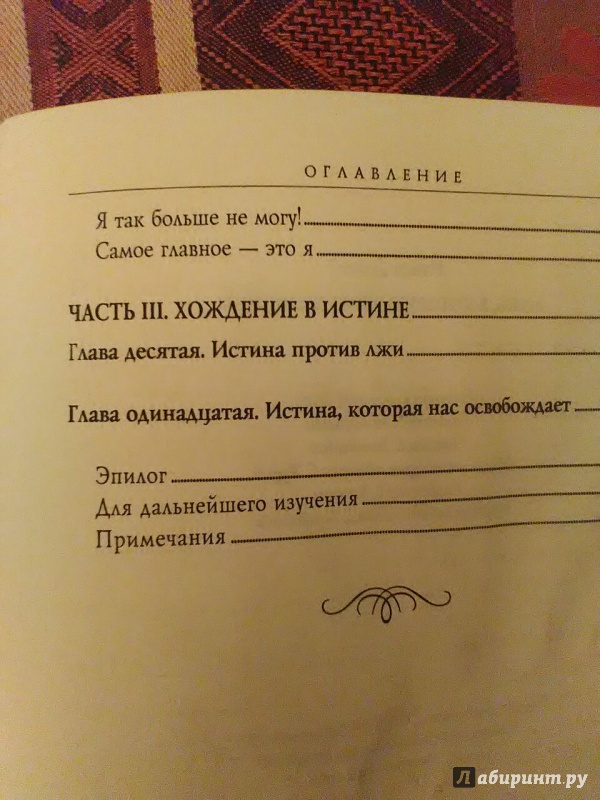 ОГЛАВЛЕНИЕ
Я так больше не могу!
Самое главное — это я
ЧАСТЬ III. ХОЖДЕНИЕ В ИСТИНЕ
Глава десятая. Истина против лжи
Глава одинадцатая. Истина, которая нас освобождает
Эпилог
Для дальнейшего изучения
Примечания
Лабиринт.ру